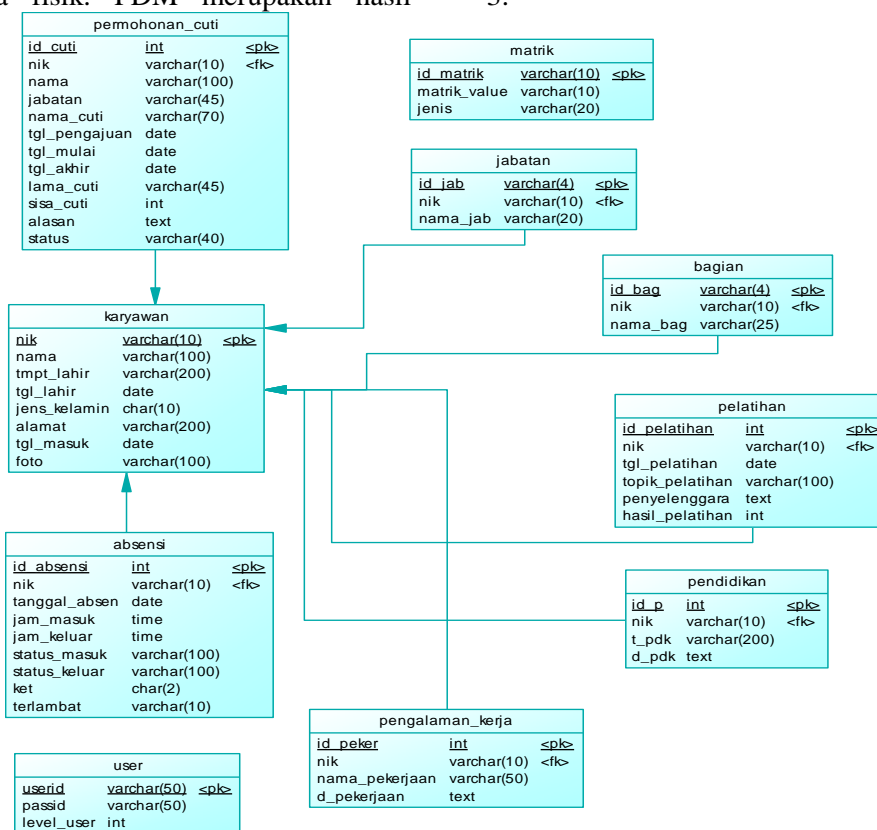 a fisik. PDM merupakan hasil
3.
permohonan_cuti
id_cuti int <pk>
nik varchar(10) <fk>
nama varchar(100)
jabatan varchar(45)
nama_cuti varchar(70)
tgl_pengajuan date
tgl_mulai date
tgl_akhir date
lama_cuti varchar(45)
sisa_cuti int
alasan text
status varchar(40)
matrik
id_matrik varchar(10) <pk>
matrik_value varchar(10)
jenis varchar(20)
jabatan
id_jab varchar(4) <pk>
nik varchar(10) <fk>
nama_jab varchar(20)
bagian
id_bag varchar(4) <pk>
nik varchar(10) <fk>
nama_bag varchar(25)
karyawan
nik varchar(10) <pk>
nama varchar(100)
tmpt_lahir varchar(200)
tgl_lahir date
jens_kelamin char(10)
alamat varchar(200)
tgl_masuk date
foto varchar(100)
pelatihan
id_pelatihan int <pk>
nik varchar(10) <fk>
tgl_pelatihan date
topik_pelatihan varchar(100)
penyelenggara text
hasil_pelatihan int
absensi
id_absensi int <pk>
nik varchar(10) <fk>
tanggal_absen date
jam_masuk time
jam_keluar time
status_masuk varchar(100)
status_keluar varchar(100)
ket char(2)
terlambat varchar(10)
pendidikan
id_p int <pk>
nik varchar(10) <fk>
t_pdk varchar(200)
d_pdk text
pengalaman_kerja
id_peker int <pk>
nik varchar(10) <fk>
nama_pekerjaan varchar(50)
d_pekerjaan text
user
userid varchar(50) <pk>
passid varchar(50)
level_user int